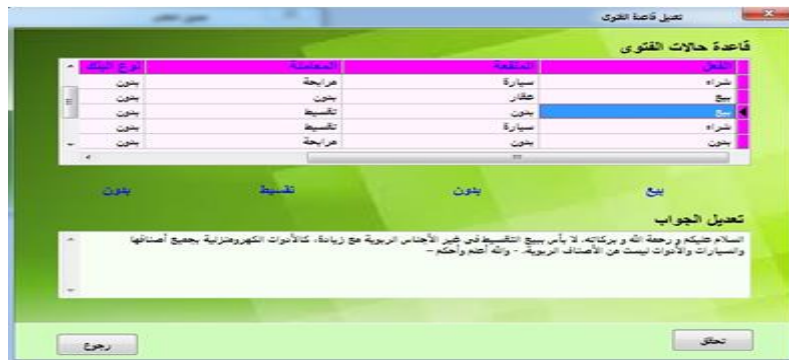 تعديل قاعدة الفتوى
قاعدة حالات الفتوى
الفعل المنفعة المعاملة نوع البنك
شراء سيارة مرابحة بدون
بيع عقار بدون بدون
بيع بدون تقسيط بدون
شراء سيارة تقسيط بدون
بدون بدون مرابحة بدون
بيع بدون تقسيط بدون
تعديل الجواب
السلام عليكم و رحمة الله و بركاته، لا بأس ببيع التقسيط في غير الأجناس الربوية مع زيادة، كالأدوات الكهرومنزلية بجميع أصنافها
والسيارات والأدوات ليست من الأصناف الربوية. - والله أعلم وأحكم –
تحقق رجوع